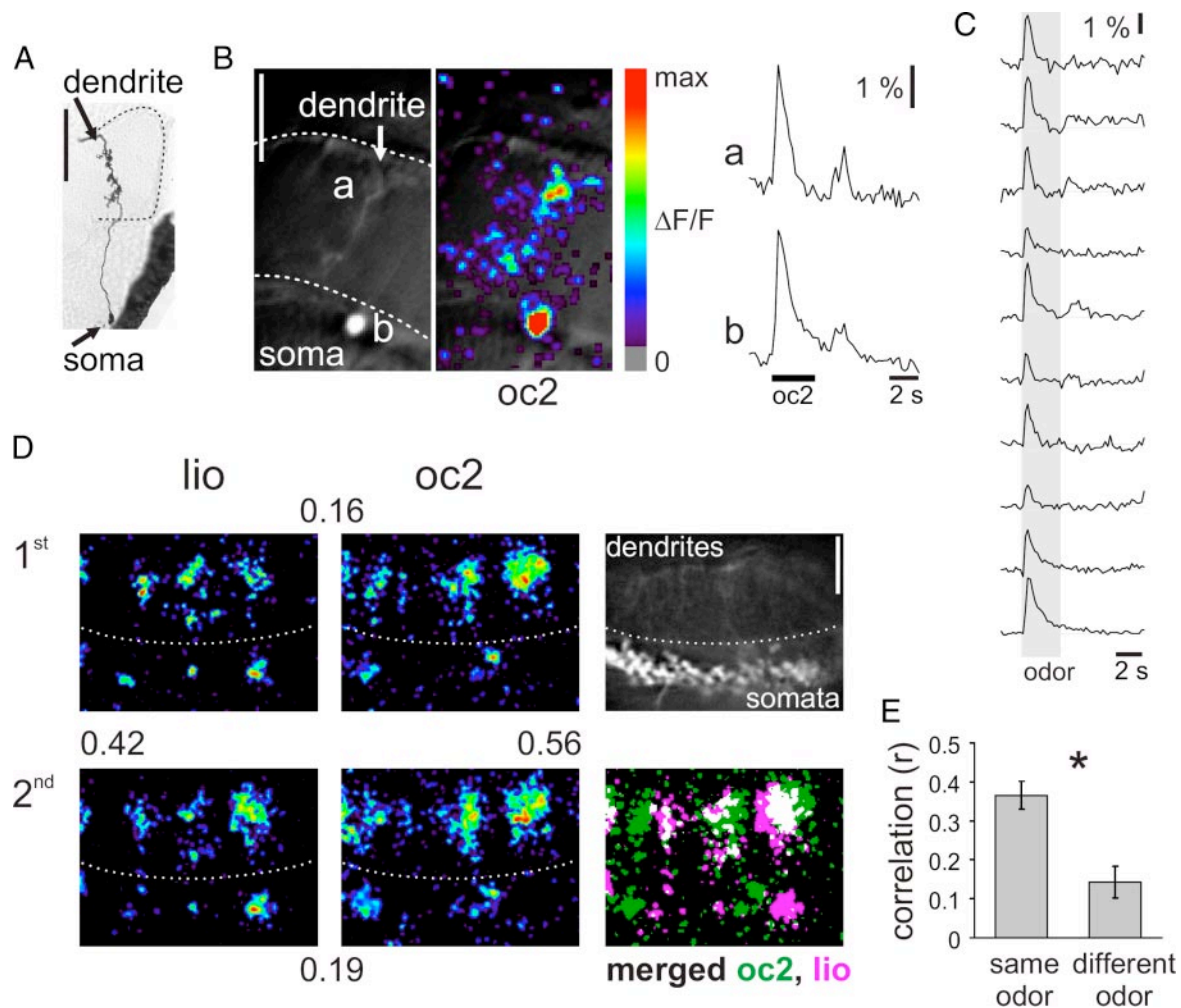 A
dendrite
soma
B
dendrite
a
b
soma
oc2
max
ΔF/F
0
1 %
a
b
oc2
2 s
C
1 %
odor
2 s
D
lio
oc2
0.16
1st
dendrites
somata
0.42
0.56
2nd
0.19
merged oc2, lio
E
correlation (r)
0.5
0.4
0.3
0.2
0.1
0
*
same odor
different odor